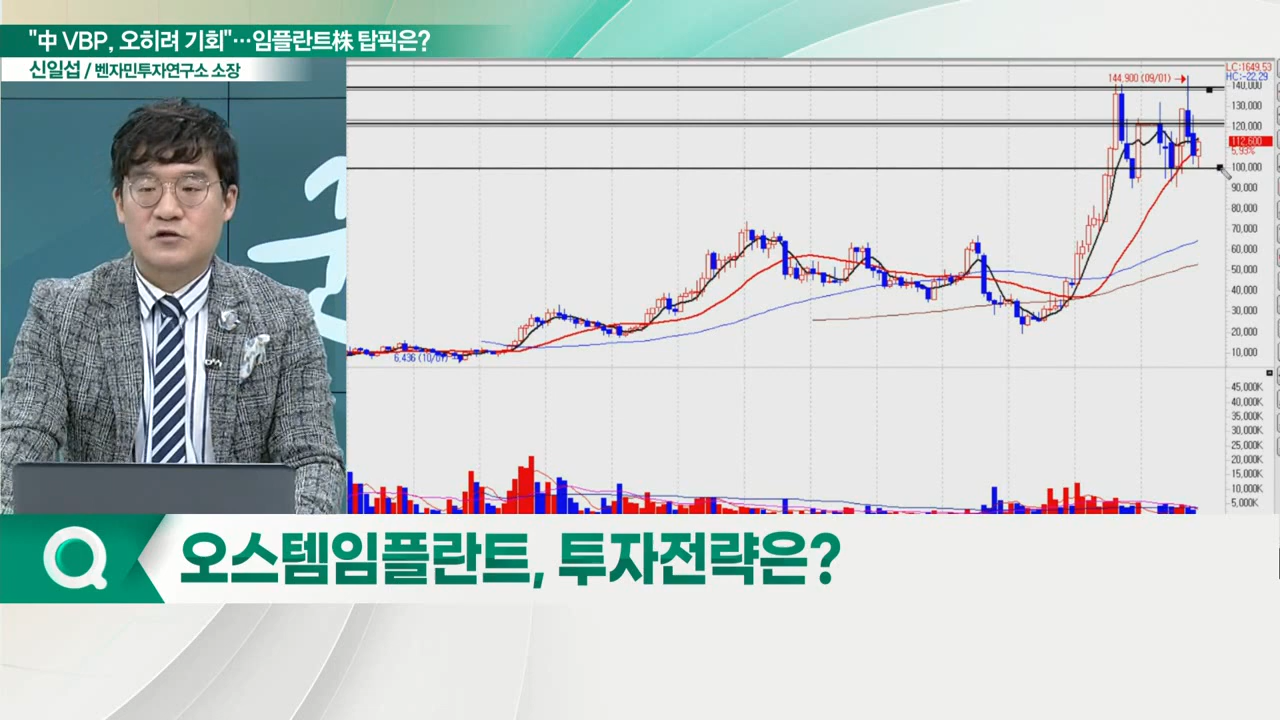 "中 VBP, 오히려 기회"…임플란트株 탑픽은?
신일섭 / 벤자민투자연구소 소장
144,900 (09/01)
LC:1649.53
HC:-22.29
140,000
130,000
120,000
112,600
5.93%
100,000
90,000
80,000
70,000
60,000
50,000
40,000
30,000
20,000
10,000
6,436 (10/01)
45,000K
40,000K
35,000K
30,000K
25,000K
20,000K
15,000K
10,000K
5,000K
오스템임플란트, 투자전략은?